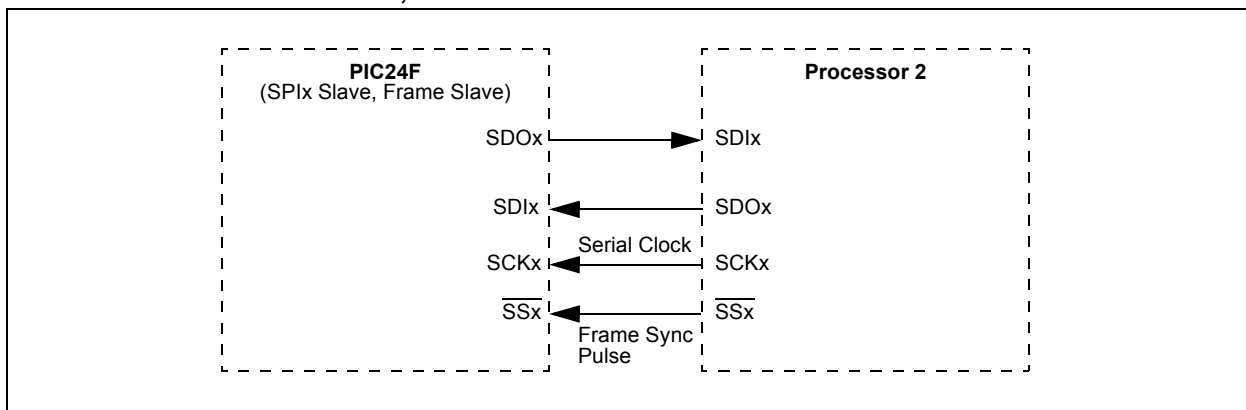 PIC24F
(SPIx Slave, Frame Slave)
Processor 2
SDOx
SDIx
SDIx
SDOx
Serial Clock
SCKx
SCKx
SSx
SSx
Frame Sync
Pulse